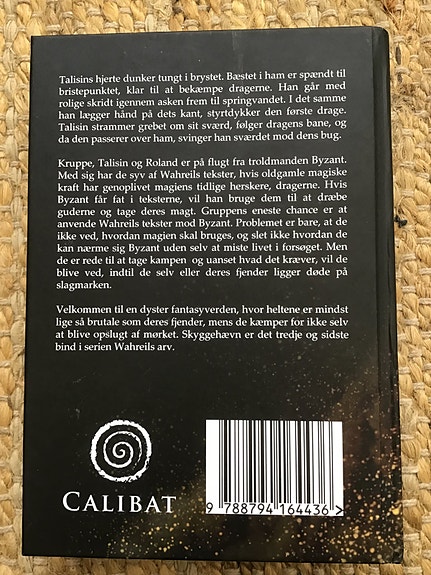 Talisins hjerte dunker tungt i brystet. Bæstet i ham er spændt til
bristepunktet, klar til at bekæmpe dragerne. Han går med
rolige skridt igennem asken frem til springvandet. I det samme
han lægger hånd på dets kant, styrtdykker den første drage.
Talisin strammer grebet om sit sværd, følger dragens bane, og
da den passerer over ham, svinger han sværdet mod dens bug.
Kruppe, Talisin og Roland er på flugt fra troldmanden Byzant.
Med sig har de syv af Wahreils tekster, hvis oldgamle magiske
kraft har genoplivet magiens tidlige herskere, dragerne. Hvis
Byzant får fat i teksterne, vil han bruge dem til at dræbe
guderne og tage deres magt. Gruppens eneste chance er at
anvende Wahreils tekster mod Byzant. Problemet er bare, at de
ikke ved, hvordan magien skal bruges, og slet ikke hvordan de
kan nærme sig Byzant uden selv at miste livet i forsøget. Men
de er rede til at tage kampen og uanset hvad det kræver, vil de
blive ved, indtil de selv eller deres fjender ligger døde på
slagmarken.
Velkommen til en dyster fantasyverden, hvor heltene er mindst
lige så brutale som deres fjender, mens de kæmper for ikke selv
at blive opslugt af mørket. Skyggehævn er det tredje og sidste
bind i serien Wahreils arv.
CALIBAT
9 788794 164436 >